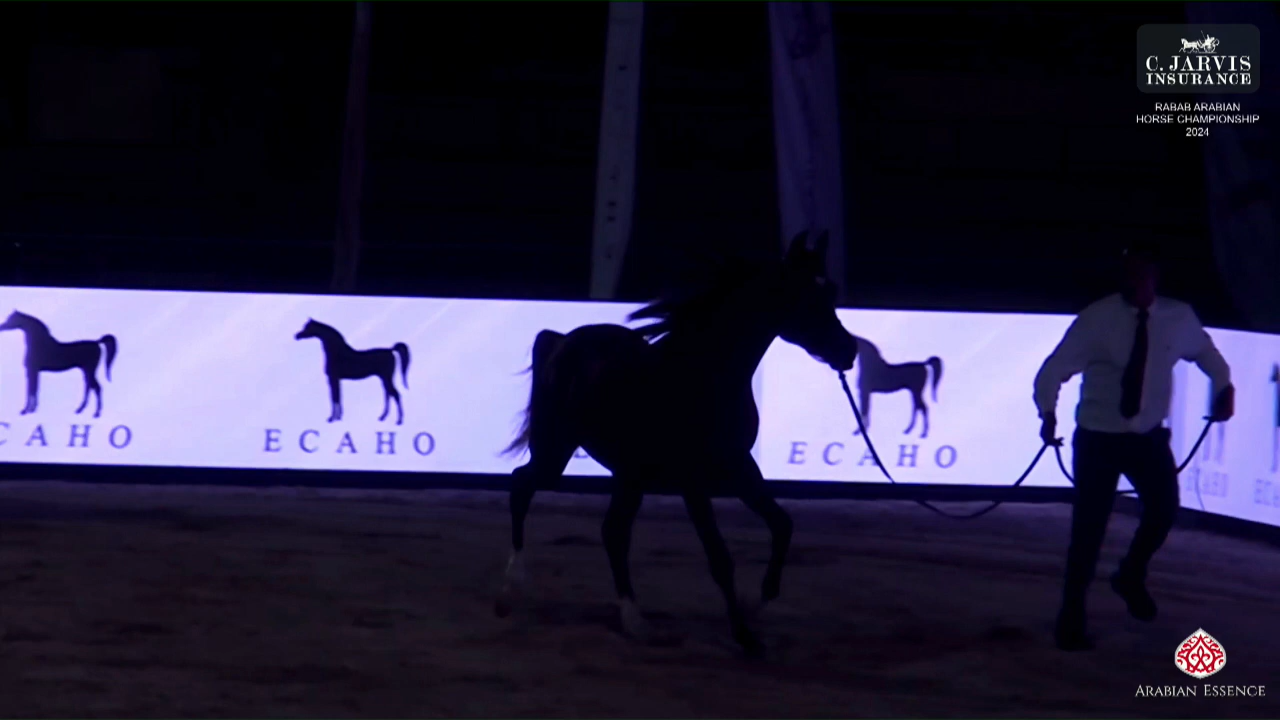 C. JARVIS
INSURANCE
RABAB ARABIAN
HORSE CHAMPIONSHIP
2024
CAHO
ECAHO
ECAHO
ARABIAN ESSENCE